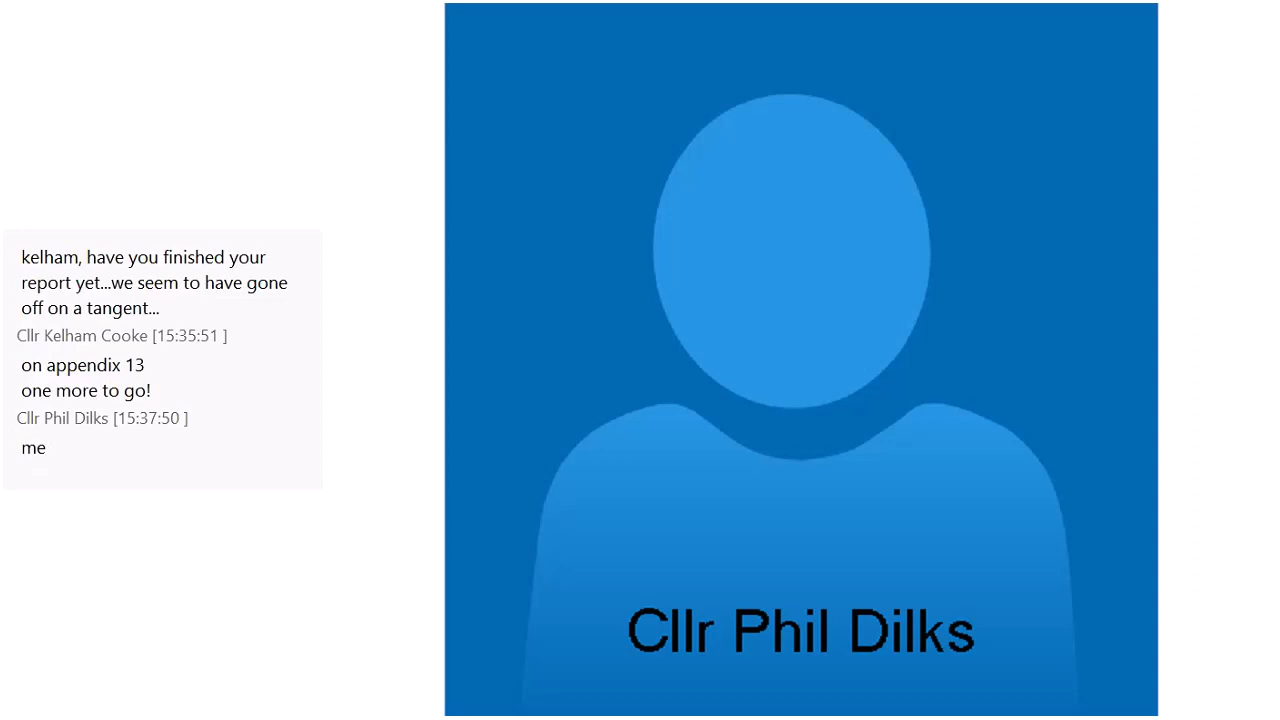 kelham, have you finished your
report yet...we seem to have gone
off on a tangent...
Cllr Kelham Cooke [15:35:51 ]
on appendix 13
one more to go!
Cllr Phil Dilks [15:37:50 ]
me
Cllr Phil Dilks